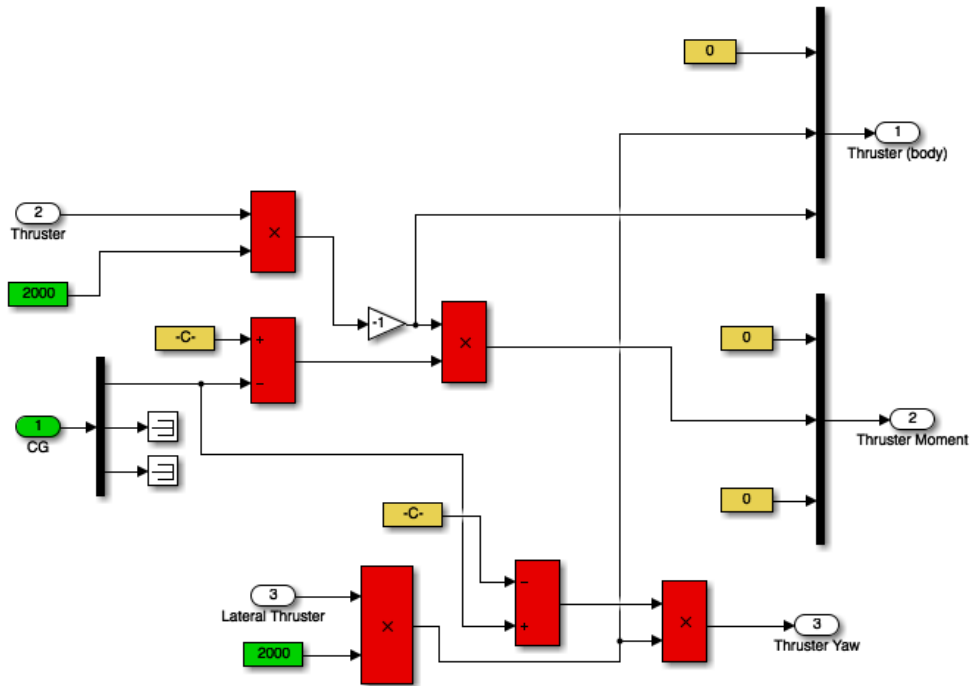 0
1
Thruster (body)
2
Thruster
×
2000
-1
-C-
+
−
×
0
1
CG
2
Thruster Moment
0
-C-
3
Lateral Thruster
×
2000
−
+
×
3
Thruster Yaw